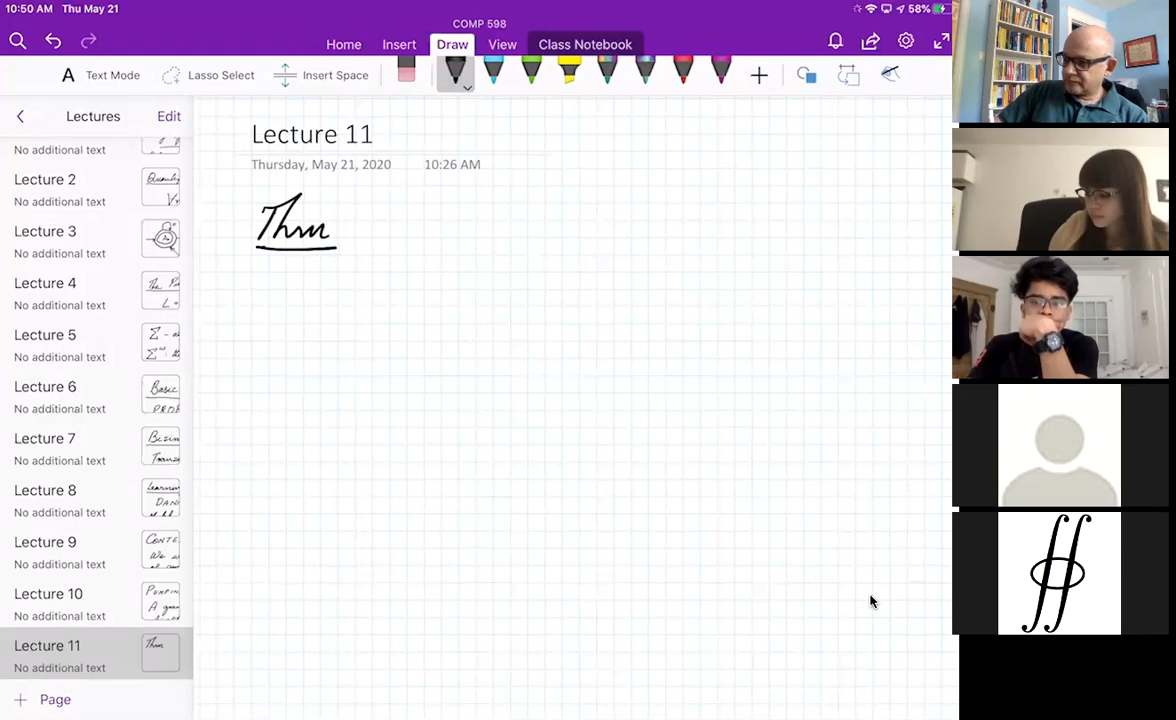 10:50 AM Thu May 21
58%
COMP 598
Home Insert Draw View Class Notebook
A Text Mode Lasso Select Insert Space
Lectures Edit
Lecture 11
Thursday, May 21, 2020 10:26 AM
Thm
No additional text
Lecture 2
No additional text
Lecture 3
No additional text
Lecture 4
No additional text
Lecture 5
No additional text
Lecture 6
No additional text
Basic
Lecture 7
No additional text
Lecture 8
No additional text
Lecture 9
No additional text
Lecture 10
No additional text
Lecture 11
No additional text
Thm
Page
∯